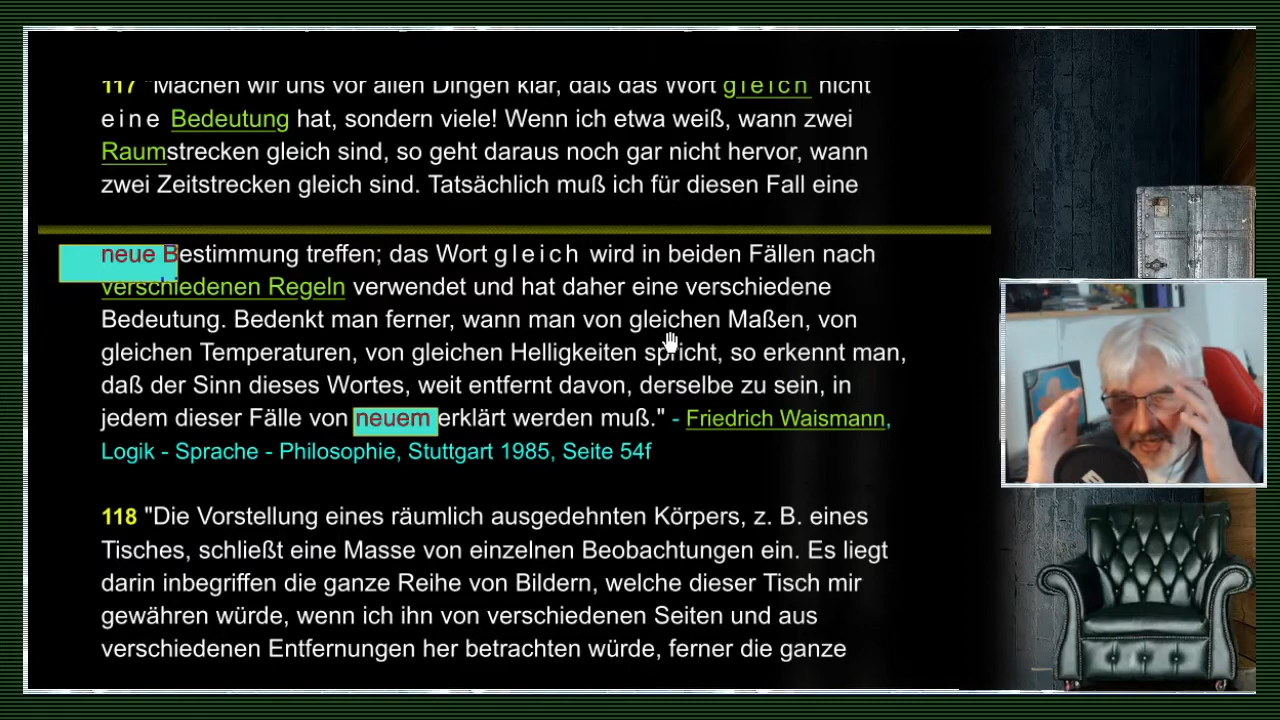 117 "Machen wir uns vor allen Dingen klar, daß das Wort gleich nicht
eine Bedeutung hat, sondern viele! Wenn ich etwa weiß, wann zwei
Raumstrecken gleich sind, so geht daraus noch gar nicht hervor, wann
zwei Zeitstrecken gleich sind. Tatsächlich muß ich für diesen Fall eine
neue Bestimmung treffen; das Wort gleich wird in beiden Fällen nach
verschiedenen Regeln verwendet und hat daher eine verschiedene
Bedeutung. Bedenkt man ferner, wann man von gleichen Maßen, von
gleichen Temperaturen, von gleichen Helligkeiten spricht, so erkennt man,
daß der Sinn dieses Wortes, weit entfernt davon, derselbe zu sein, in
jedem dieser Fälle von neuem erklärt werden muß." - Friedrich Waismann,
Logik - Sprache - Philosophie, Stuttgart 1985, Seite 54f
118 "Die Vorstellung eines räumlich ausgedehnten Körpers, z. B. eines
Tisches, schließt eine Masse von einzelnen Beobachtungen ein. Es liegt
darin inbegriffen die ganze Reihe von Bildern, welche dieser Tisch mir
gewähren würde, wenn ich ihn von verschiedenen Seiten und aus
verschiedenen Entfernungen her betrachten würde, ferner die ganze